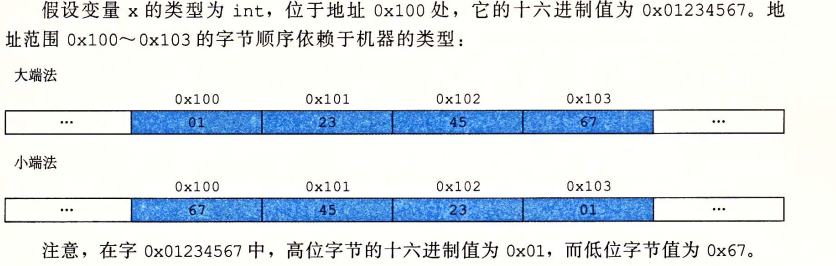 假设变量 x 的类型为 int，位于地址 0x100 处，它的十六进制值为 0x01234567。地
址范围 0x100～0x103 的字节顺序依赖于机器的类型：
大端法
0x100 0x101 0x102 0x103
… 01 23 45 67 …
小端法
0x100 0x101 0x102 0x103
… 67 45 23 01 …
注意，在字 0x01234567 中，高位字节的十六进制值为 0x01，而低位字节值为 0x67。